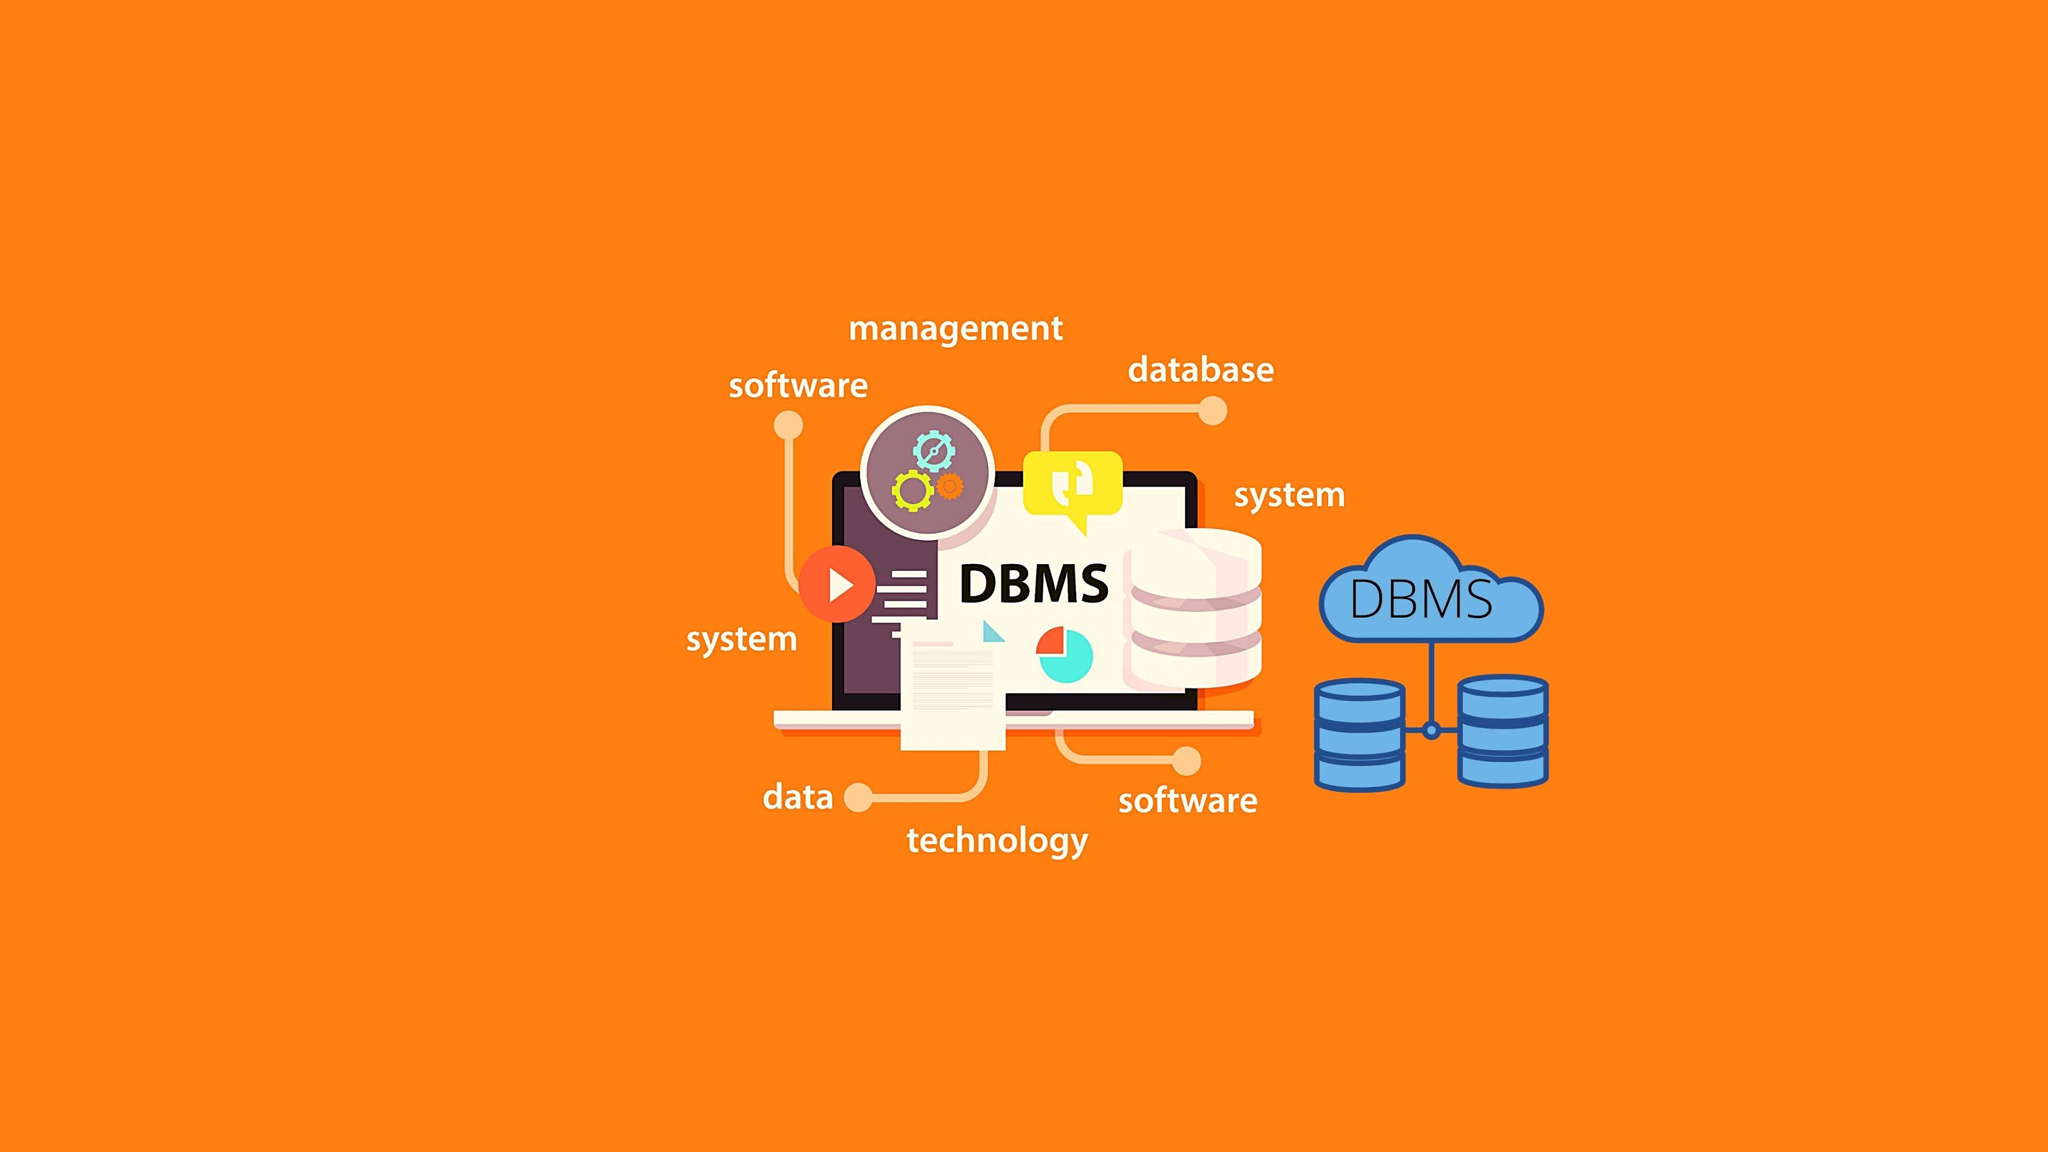 management
database
software
system
DBMS
DBMS
system
data
software
technology